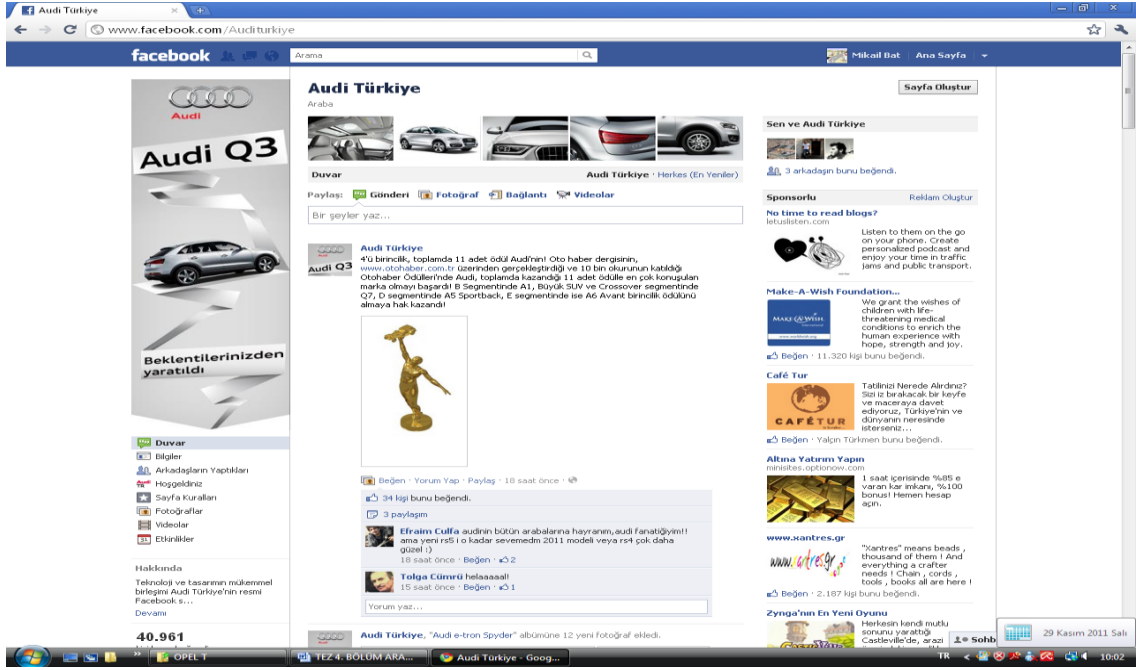 Audi Türkiye
www.facebook.com/Auditurkiye
facebook
Arama
Mikail Bat
Ana Sayfa
Audi
Audi Q3
Beklentilerinizden
yaratıldı
Duvar
Bilgiler
Arkadaşların Yaptıkları
Hoşgeldiniz
Sayfa Kuralları
Fotoğraflar
Videolar
Etkinlikler
Hakkında
Teknoloji ve tasarımın mükemmel
birleşimi Audi Türkiye'nin resmi
Facebook s...
Devamı
40.961
Audi Türkiye
Araba
Sayfa Oluştur
Duvar
Audi Türkiye · Herkes (En Yeniler)
Paylaş: Gönderi Fotoğraf Bağlantı Videolar
Bir şeyler yaz...
Audi Q3
Audi Türkiye
4'ü birincilik, toplamda 11 adet ödül Audi'nin! Oto haber dergisinin,
www.otohaber.com.tr üzerinden gerçekleştirdiği ve 10 bin okurunun katıldığı
Otohaber Ödülleri'nde Audi, toplamda kazandığı 11 adet ödülle en çok konuşulan
marka olmayı başardı! B Segmentinde A1, Büyük SUV ve Crossover segmentinde
Q7, D segmentinde A5 Sportback, E segmentinde ise A6 Avant birincilik ödülünü
almaya hak kazandı!
Beğen · Yorum Yap · Paylaş · 18 saat önce ·
34 kişi bunu beğendi.
3 paylaşım
Efraim Culfa audinin bütün arabalarına hayranım,audi fanatiğiyim!!
ama yeni rs5 i o kadar sevemedm 2011 modeli veya rs4 çok daha
güzel :)
18 saat önce · Beğen · 2
Tolga Cümrü helaaaaal!
15 saat önce · Beğen · 1
Yorum yaz...
Audi Türkiye, "Audi e-tron Spyder" albümüne 12 yeni fotoğraf ekledi.
Sen ve Audi Türkiye
3 arkadaşın bunu beğendi.
Sponsorlu
Reklam Oluştur
No time to read blogs?
letuslisten.com
Listen to them on the go
on your phone. Create
personalized podcast and
enjoy your time in traffic
jams and public transport.
Make-A-Wish Foundation...
MAKE A WISH
We grant the wishes of
children with life-
threatening medical
conditions to enrich the
human experience with
hope, strength and joy.
Beğen · 11.320 kişi bunu beğendi.
Café Tur
CAFÉTUR
Tatilinizi Nerede Alırdınız?
Sizi iz bırakacak bir keyfe
ve maceraya davet
ediyoruz, Türkiye'nin ve
dünyanın neresinde
isterseniz...
Beğen · Yalçın Türkmen bunu beğendi.
Altına Yatırım Yapın
minisites.optionow.com
1 saat içerisinde %85 e
varan kar imkanı, %100
bonus! Hemen hesap
açın.
www.xantres.gr
www.xantres.gr
"Xantres" means beads ,
thousand of them ! And
everything a crafter
needs ! Chain , cords ,
tools , books all are here !
Beğen · 2.187 kişi bunu beğendi.
Zynga'nın En Yeni Oyunu
Herkesin kendi mutlu
sonunu yarattığı
Castleville'de, arazi
Sohb
29 Kasım 2011 Salı
OPEL T
TEZ 4. BÖLÜM ARA...
Audi Türkiye - Goog...
TR
10:02